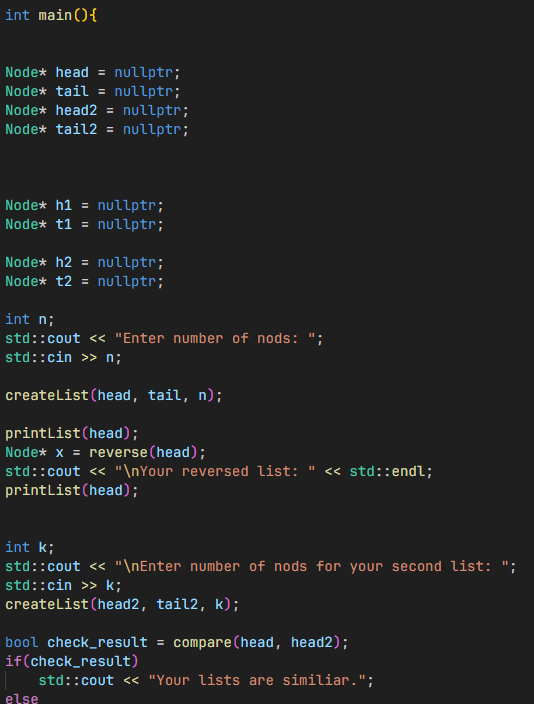 int main(){
Node* head = nullptr;
Node* tail = nullptr;
Node* head2 = nullptr;
Node* tail2 = nullptr;
Node* h1 = nullptr;
Node* t1 = nullptr;
Node* h2 = nullptr;
Node* t2 = nullptr;
int n;
std::cout << "Enter number of nods: ";
std::cin >> n;
createList(head, tail, n);
printList(head);
Node* x = reverse(head);
std::cout << "\nYour reversed list: " << std::endl;
printList(head);
int k;
std::cout << "\nEnter number of nods for your second list: ";
std::cin >> k;
createList(head2, tail2, k);
bool check_result = compare(head, head2);
if(check_result)
std::cout << "Your lists are similiar.";
else